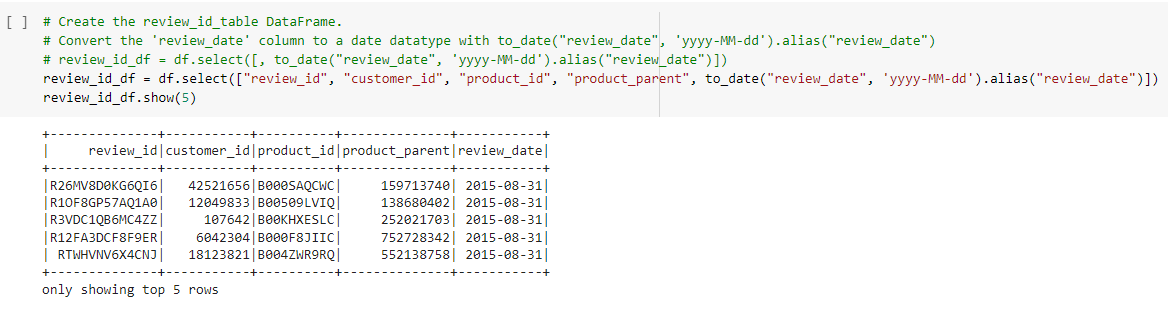 [ ] # Create the review_id_table DataFrame.
# Convert the 'review_date' column to a date datatype with to_date("review_date", 'yyyy-MM-dd').alias("review_date")
# review_id_df = df.select([, to_date("review_date", 'yyyy-MM-dd').alias("review_date")])
review_id_df = df.select(["review_id", "customer_id", "product_id", "product_parent", to_date("review_date", 'yyyy-MM-dd').alias("review_date")])
review_id_df.show(5)
+--------------+-----------+----------+--------------+-----------+
|     review_id|customer_id|product_id|product_parent|review_date|
+--------------+-----------+----------+--------------+-----------+
|R26MV8D0KG6QI6|   42521656|B000SAQCWC|     159713740| 2015-08-31|
|R1OF8GP57AQ1A0|   12049833|B00509LVIQ|     138680402| 2015-08-31|
|R3VDC1QB6MC4ZZ|     107642|B00KHXESLC|     252021703| 2015-08-31|
|R12FA3DCF8F9ER|    6042304|B000F8JIIC|     752728342| 2015-08-31|
| RTWHVNV6X4CNJ|   18123821|B004ZWR9RQ|     552138758| 2015-08-31|
+--------------+-----------+----------+--------------+-----------+
only showing top 5 rows